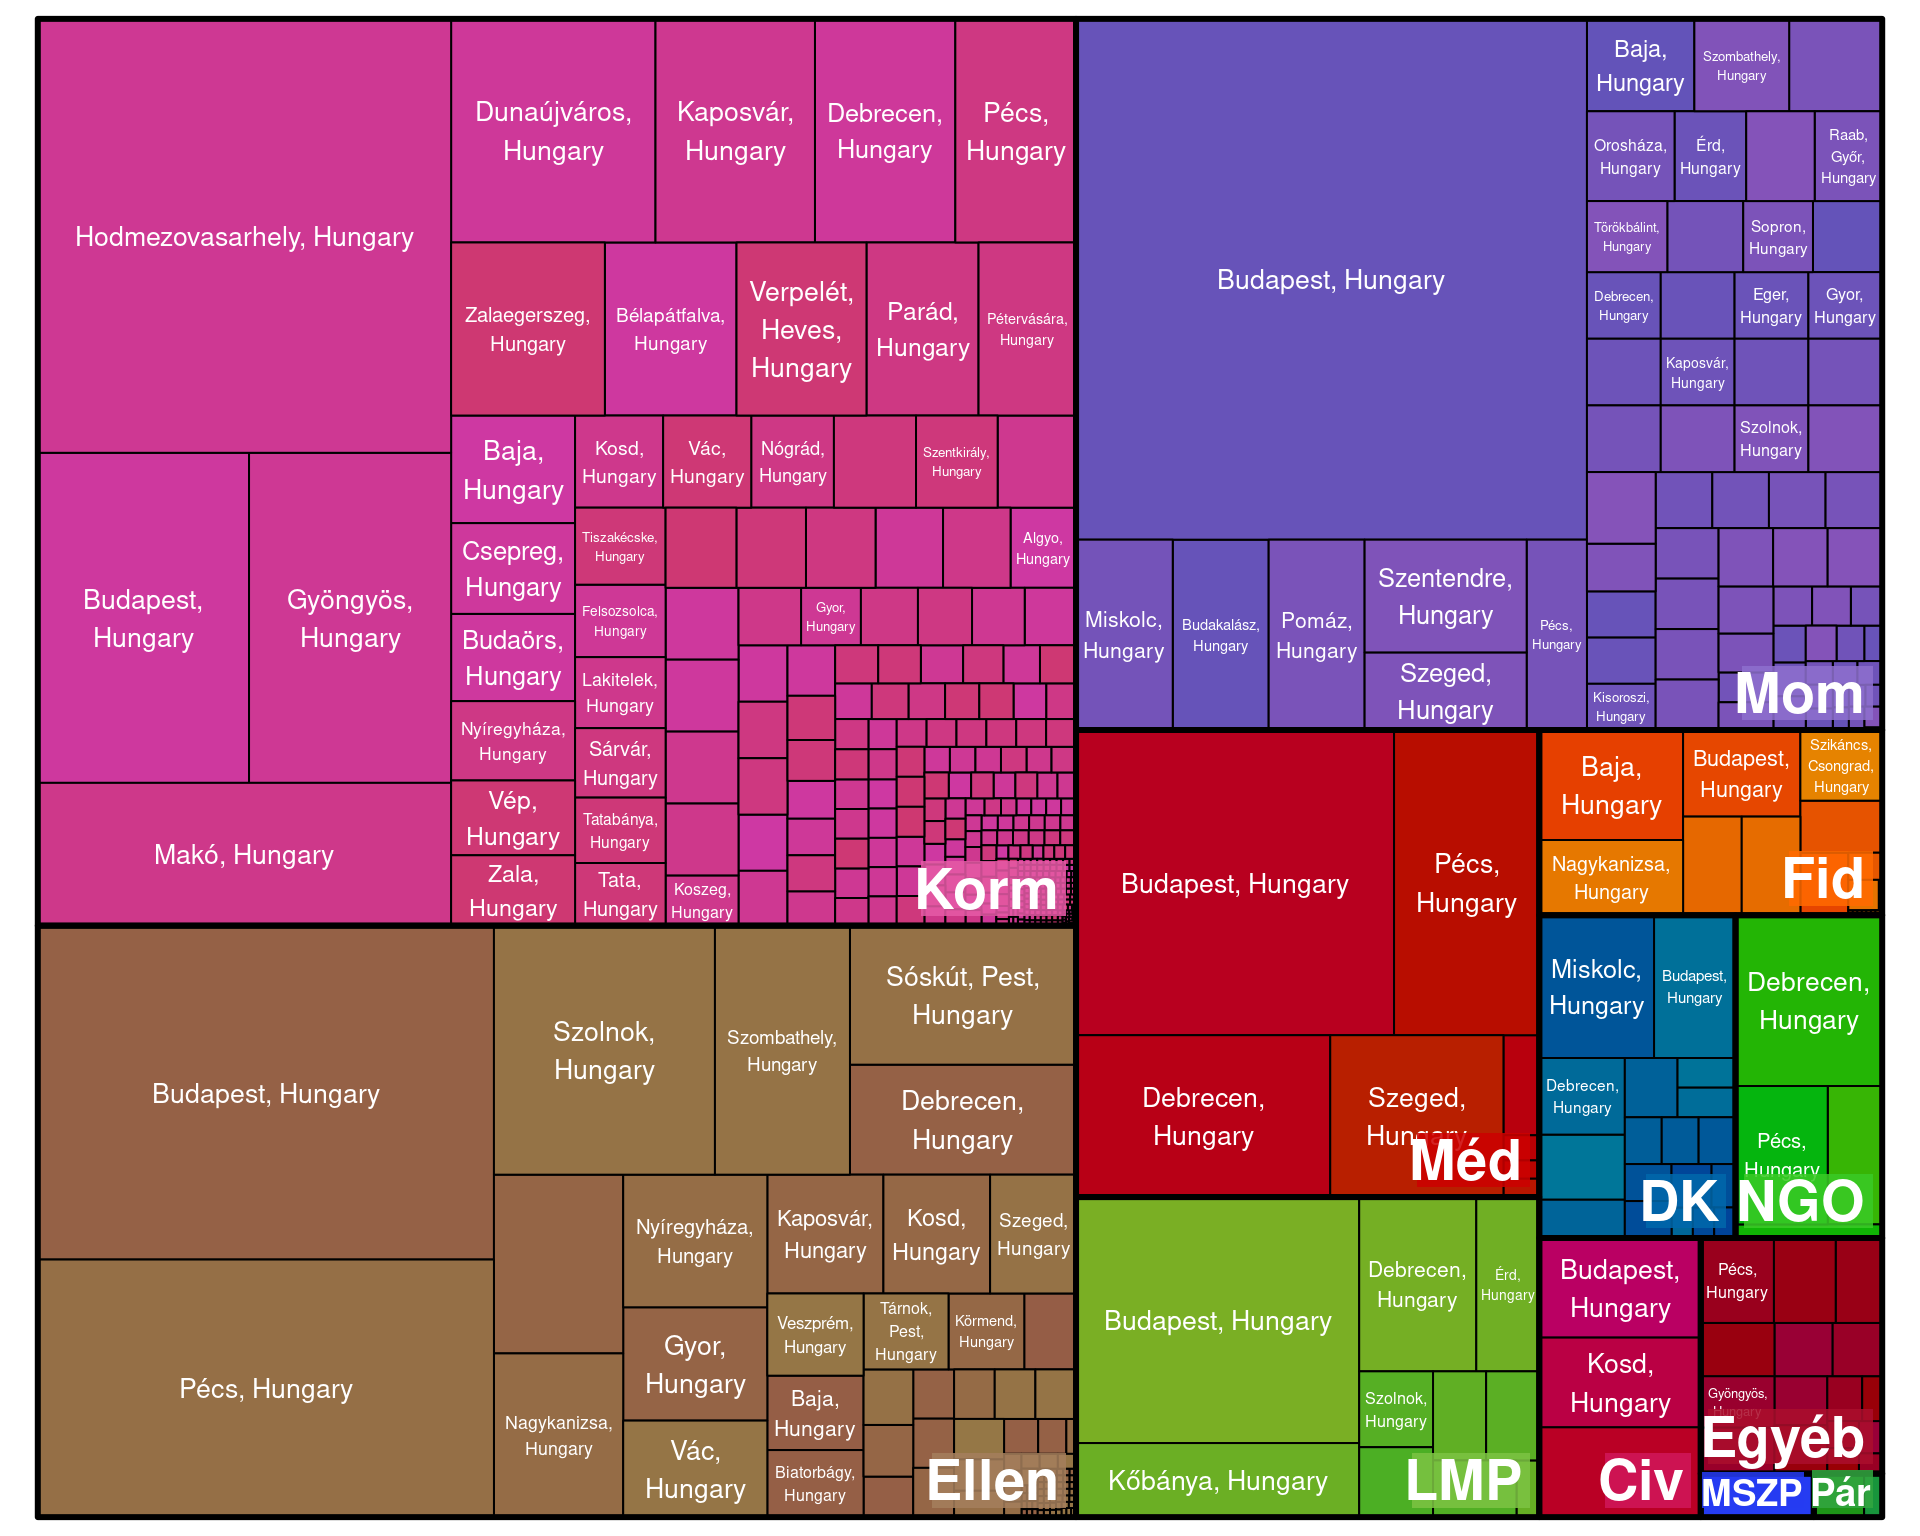 Hodmezovasarhely, Hungary
Budapest,
Hungary
Gyöngyös,
Hungary
Makó, Hungary
Dunaújváros,
Hungary
Kaposvár,
Hungary
Debrecen,
Hungary
Pécs,
Hungary
Zalaegerszeg,
Hungary
Bélapátfalva,
Hungary
Verpelét,
Heves,
Hungary
Parád,
Hungary
Pétervására,
Hungary
Baja,
Hungary
Csepreg,
Hungary
Budaörs,
Hungary
Nyíregyháza,
Hungary
Vép,
Hungary
Zala,
Hungary
Kosd,
Hungary
Vác,
Hungary
Nógrád,
Hungary
Szentkirály,
Hungary
Tiszakécske,
Hungary
Algyo,
Hungary
Felsozsolca,
Hungary
Gyor,
Hungary
Lakitelek,
Hungary
Sárvár,
Hungary
Tatabánya,
Hungary
Tata,
Hungary
Koszeg,
Hungary
Korm
Budapest, Hungary
Miskolc,
Hungary
Budakalász,
Hungary
Pomáz,
Hungary
Szentendre,
Hungary
Szeged,
Hungary
Pécs,
Hungary
Baja,
Hungary
Szombathely,
Hungary
Orosháza,
Hungary
Érd,
Hungary
Raab,
Győr,
Hungary
Törökbálint,
Hungary
Sopron,
Hungary
Debrecen,
Hungary
Eger,
Hungary
Gyor,
Hungary
Kaposvár,
Hungary
Szolnok,
Hungary
Kisoroszi,
Hungary
Mom
Budapest, Hungary
Pécs, Hungary
Szolnok,
Hungary
Szombathely,
Hungary
Sóskút, Pest,
Hungary
Debrecen,
Hungary
Nagykanizsa,
Hungary
Nyíregyháza,
Hungary
Gyor,
Hungary
Vác,
Hungary
Kaposvár,
Hungary
Kosd,
Hungary
Szeged,
Hungary
Veszprém,
Hungary
Tárnok,
Pest,
Hungary
Körmend,
Hungary
Baja,
Hungary
Biatorbágy,
Hungary
Ellen
Budapest, Hungary
Pécs,
Hungary
Debrecen,
Hungary
Szeged,
Hungary
Méd
Budapest, Hungary
Kőbánya, Hungary
Debrecen,
Hungary
Érd,
Hungary
Szolnok,
Hungary
LMP
Baja,
Hungary
Nagykanizsa,
Hungary
Budapest,
Hungary
Szikáncs,
Csongrad,
Hungary
Fid
Miskolc,
Hungary
Budapest,
Hungary
Debrecen,
Hungary
DK
Debrecen,
Hungary
Pécs,
Hungary
NGO
Budapest,
Hungary
Kosd,
Hungary
Civ
Pécs,
Hungary
Gyöngyös,
Hungary
Egyéb
MSZP
Pár